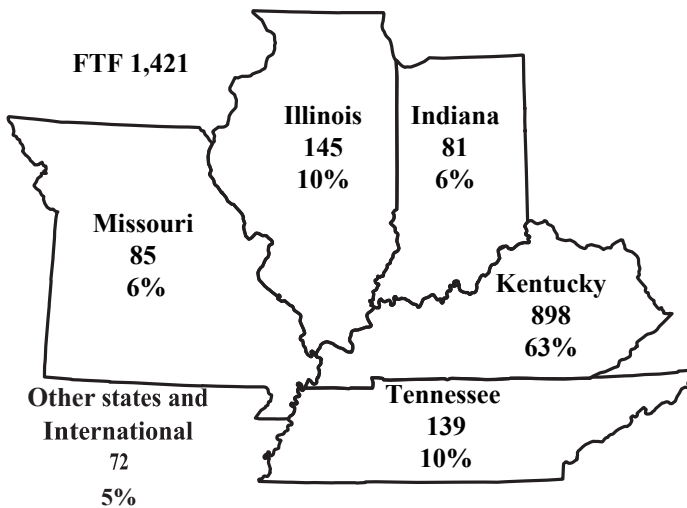 FTF 1,421
Illinois
145
10%
Indiana
81
6%
Missouri
85
6%
Kentucky
898
63%
Other states and
International
72
5%
Tennessee
139
10%